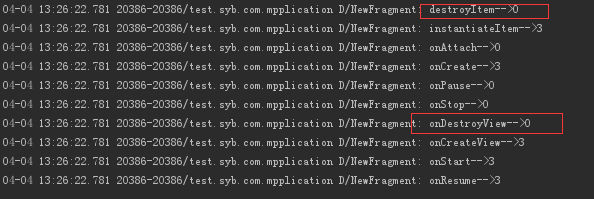 04-04 13:26:22.781 20386-20386/test.syb.com.mpplication D/NewFragment: destroyItem-->0
04-04 13:26:22.781 20386-20386/test.syb.com.mpplication D/NewFragment: instantiateItem-->3
04-04 13:26:22.781 20386-20386/test.syb.com.mpplication D/NewFragment: onAttach-->0
04-04 13:26:22.781 20386-20386/test.syb.com.mpplication D/NewFragment: onCreate-->3
04-04 13:26:22.781 20386-20386/test.syb.com.mpplication D/NewFragment: onPause-->0
04-04 13:26:22.781 20386-20386/test.syb.com.mpplication D/NewFragment: onStop-->0
04-04 13:26:22.781 20386-20386/test.syb.com.mpplication D/NewFragment: onDestroyView-->0
04-04 13:26:22.781 20386-20386/test.syb.com.mpplication D/NewFragment: onCreateView-->3
04-04 13:26:22.781 20386-20386/test.syb.com.mpplication D/NewFragment: onStart-->3
04-04 13:26:22.781 20386-20386/test.syb.com.mpplication D/NewFragment: onResume-->3